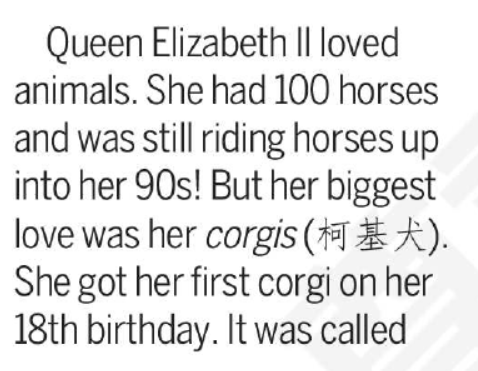 Queen Elizabeth II loved
animals. She had 100 horses
and was still riding horses up
into her 90s! But her biggest
love was her corgis (柯基犬).
She got her first corgi on her
18th birthday. It was called